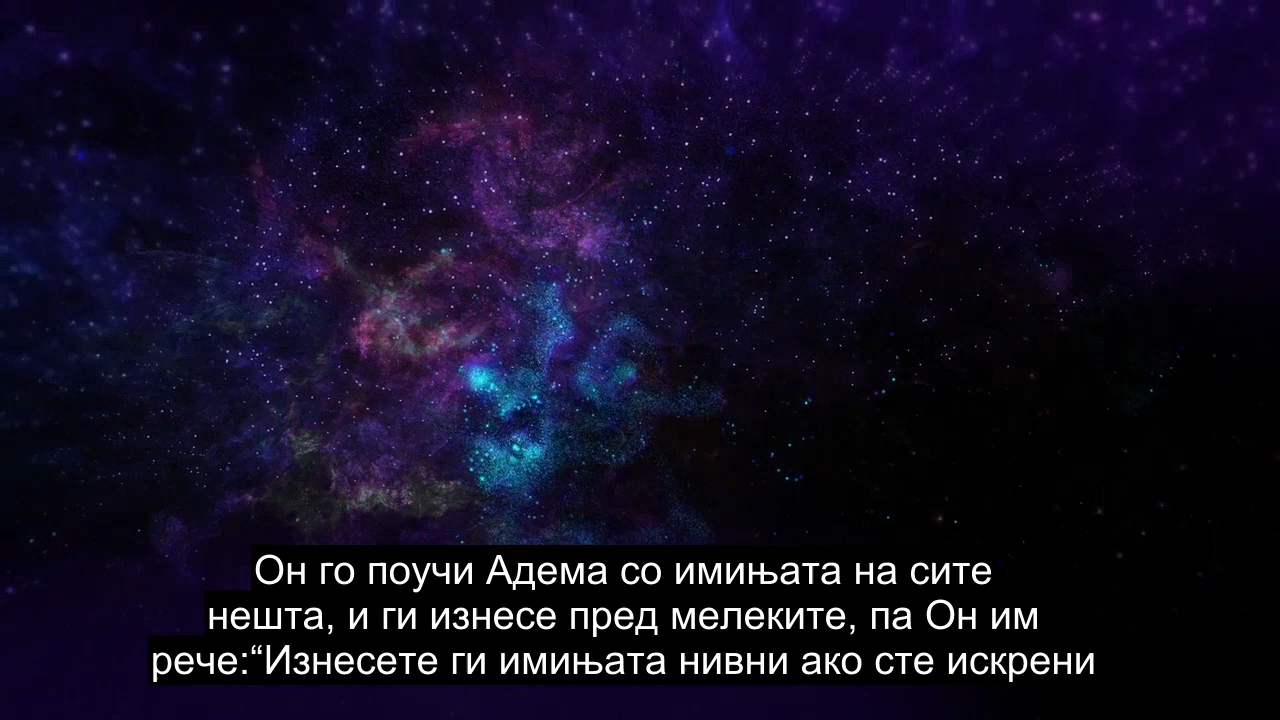 Он го поучи Адема со имињата на сите
нешта, и ги изнесе пред мелеките, па Он им
рече:“Изнесете ги имињата нивни ако сте искрени